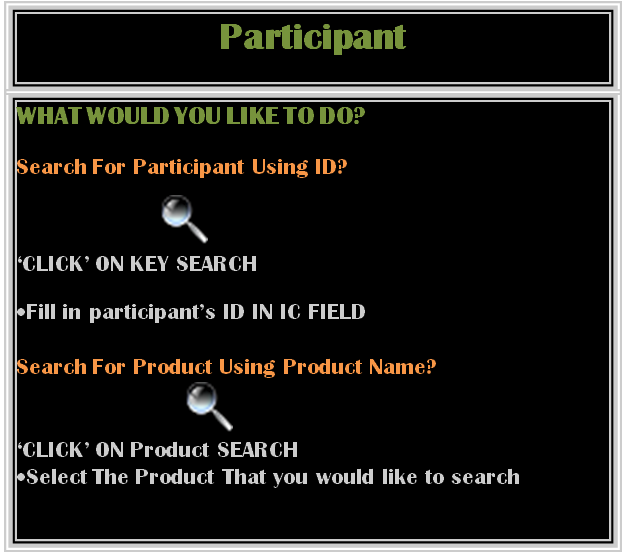 Participant
WHAT WOULD YOU LIKE TO DO?
Search For Participant Using ID?
‘CLICK’ ON KEY SEARCH
•Fill in participant’s ID IN IC FIELD
Search For Product Using Product Name?
‘CLICK’ ON Product SEARCH
•Select The Product That you would like to search